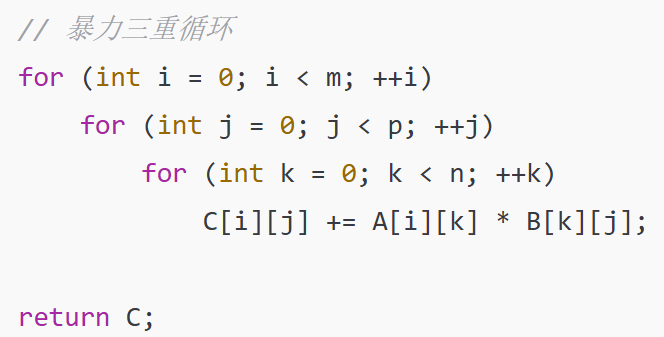 // 暴力三重循环
for (int i = 0; i < m; ++i)
    for (int j = 0; j < p; ++j)
        for (int k = 0; k < n; ++k)
            C[i][j] += A[i][k] * B[k][j];
return C;